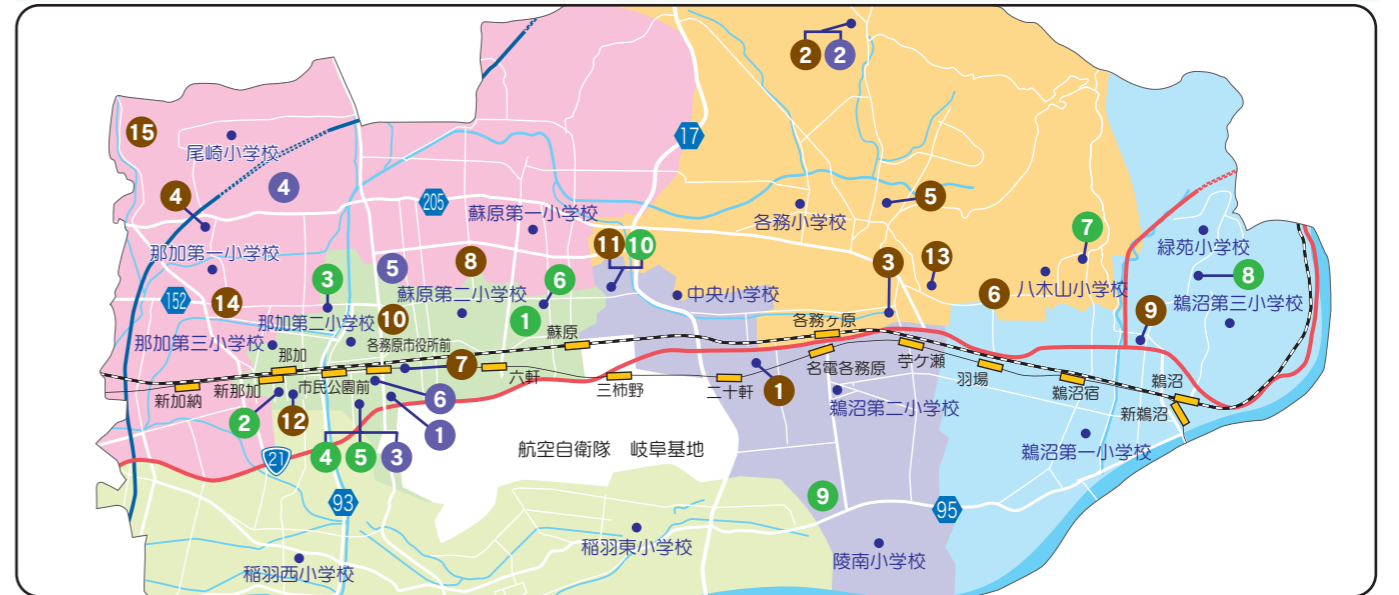 2
2
15
尾崎小学校
17
4
4
205
5
蘇原第一小学校
各務小学校
7
緑苑小学校
那加第一小学校
11
10
8
5
3
13
3
6
中央小学校
八木山小学校
8
鵜沼第三小学校
152
14
蘇原第二小学校
6
9
那加第二小学校
10
1
那加第三小学校
各務原市役所前
蘇原
各務ヶ原
那加
7
六軒
名電各務原
苧ケ瀬
羽場
新加納
新那加
市民公園前
三柿野
二十軒
1
鵜沼宿
鵜沼
新鵜沼
鵜沼第二小学校
2
12
6
1
鵜沼第一小学校
21
4
5
3
航空自衛隊 岐阜基地
93
9
95
稲羽東小学校
陵南小学校
稲羽西小学校